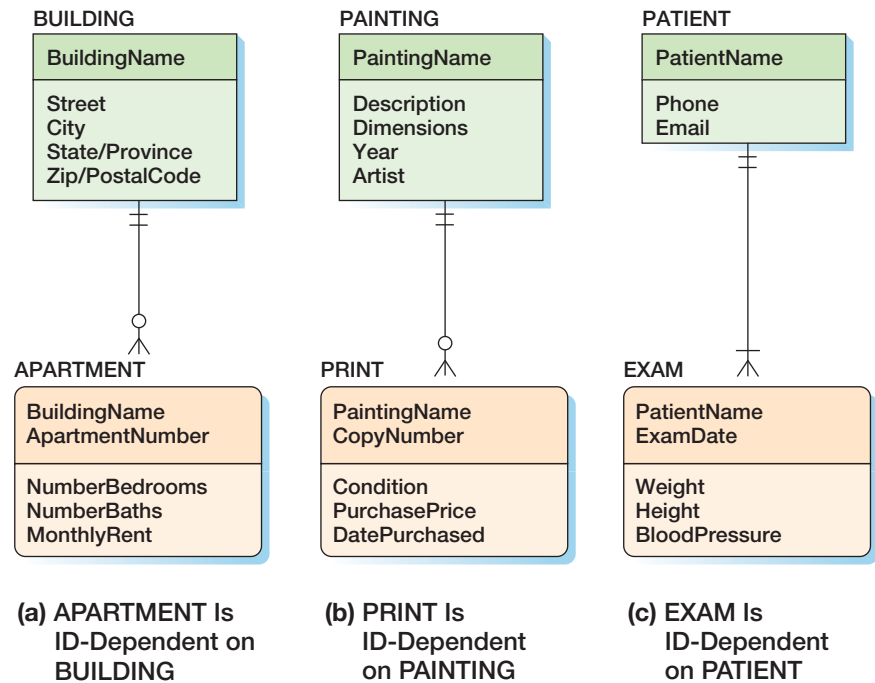 BUILDING
BuildingName
Street
City
State/Province
Zip/PostalCode
APARTMENT
BuildingName
ApartmentNumber
NumberBedrooms
NumberBaths
MonthlyRent
(a) APARTMENT Is
ID-Dependent on
BUILDING
PAINTING
PaintingName
Description
Dimensions
Year
Artist
PRINT
PaintingName
CopyNumber
Condition
PurchasePrice
DatePurchased
(b) PRINT Is
ID-Dependent
on PAINTING
PATIENT
PatientName
Phone
Email
EXAM
PatientName
ExamDate
Weight
Height
BloodPressure
(c) EXAM Is
ID-Dependent
on PATIENT